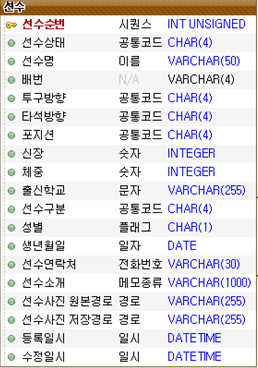 선수
선수순번 시퀀스 INT UNSIGNED
선수상태 공통코드 CHAR(4)
선수명 이름 VARCHAR(50)
배번 N/A VARCHAR(4)
투구방향 공통코드 CHAR(4)
타석방향 공통코드 CHAR(4)
포지션 공통코드 CHAR(4)
신장 숫자 INTEGER
체중 숫자 INTEGER
출신학교 문자 VARCHAR(255)
선수구분 공통코드 CHAR(4)
성별 플래그 CHAR(1)
생년월일 일자 DATE
선수연락처 전화번호 VARCHAR(30)
선수소개 메모종류 VARCHAR(1000)
선수사진 원본경로 경로 VARCHAR(255)
선수사진 저장경로 경로 VARCHAR(255)
등록일시 일시 DATETIME
수정일시 일시 DATETIME